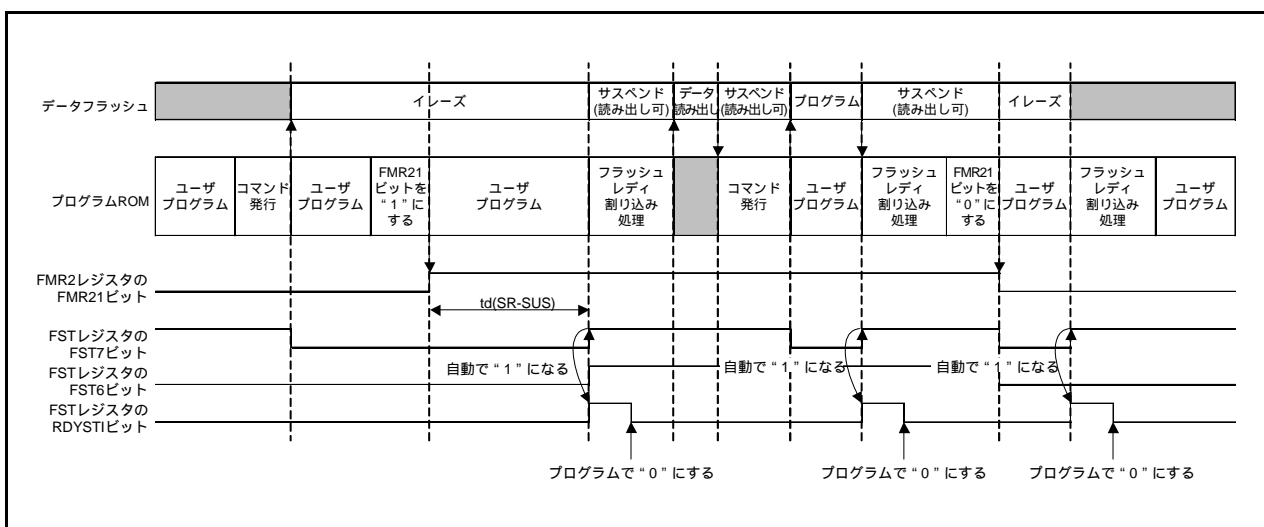 データフラッシュ
イレーズ
サスペンド
(読み出し可)
データ
読み出し
サスペンド
(読み出し可)
プログラム
サスペンド
(読み出し可)
イレーズ
プログラムROM
ユーザ
プログラム
コマンド
発行
ユーザ
プログラム
FMR21
ビットを
“1”に
する
ユーザ
プログラム
フラッシュ
レディ
割り込み
処理
コマンド
発行
ユーザ
プログラム
フラッシュ
レディ
割り込み
処理
FMR21
ビットを
“0”に
する
ユーザ
プログラム
フラッシュ
レディ
割り込み
処理
ユーザ
プログラム
FMR2レジスタの
FMR21ビット
td(SR-SUS)
FSTレジスタの
FST7ビット
自動で“1”になる
自動で“1”になる
自動で“1”になる
FSTレジスタの
FST6ビット
FSTレジスタの
RDYSTIビット
プログラムで“0”にする
プログラムで“0”にする
プログラムで“0”にする